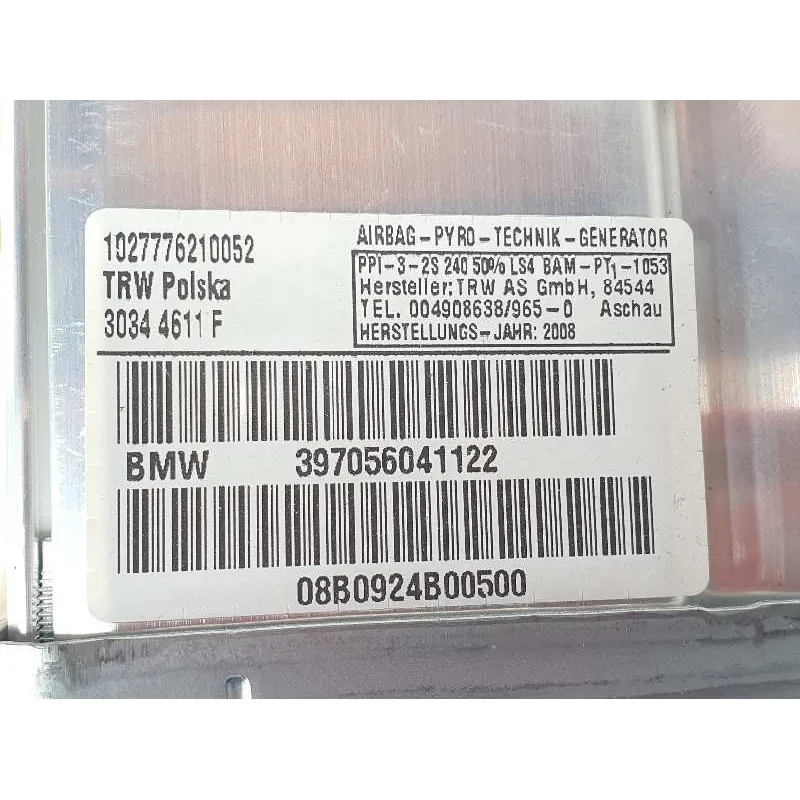 1027776210052
TRW Polska
3034 4611 F
AIRBAG-PYRO-TECHNIK-GENERATOR
PPI-3-2S 240 50% LS4 BAM-PT1-1053
Hersteller: TRW AS GmbH, 84544
TEL. 004908638/965-0 Aschau
HERSTELLUNGS-JAHR: 2008
BMW 397056041122
08B0924B00500